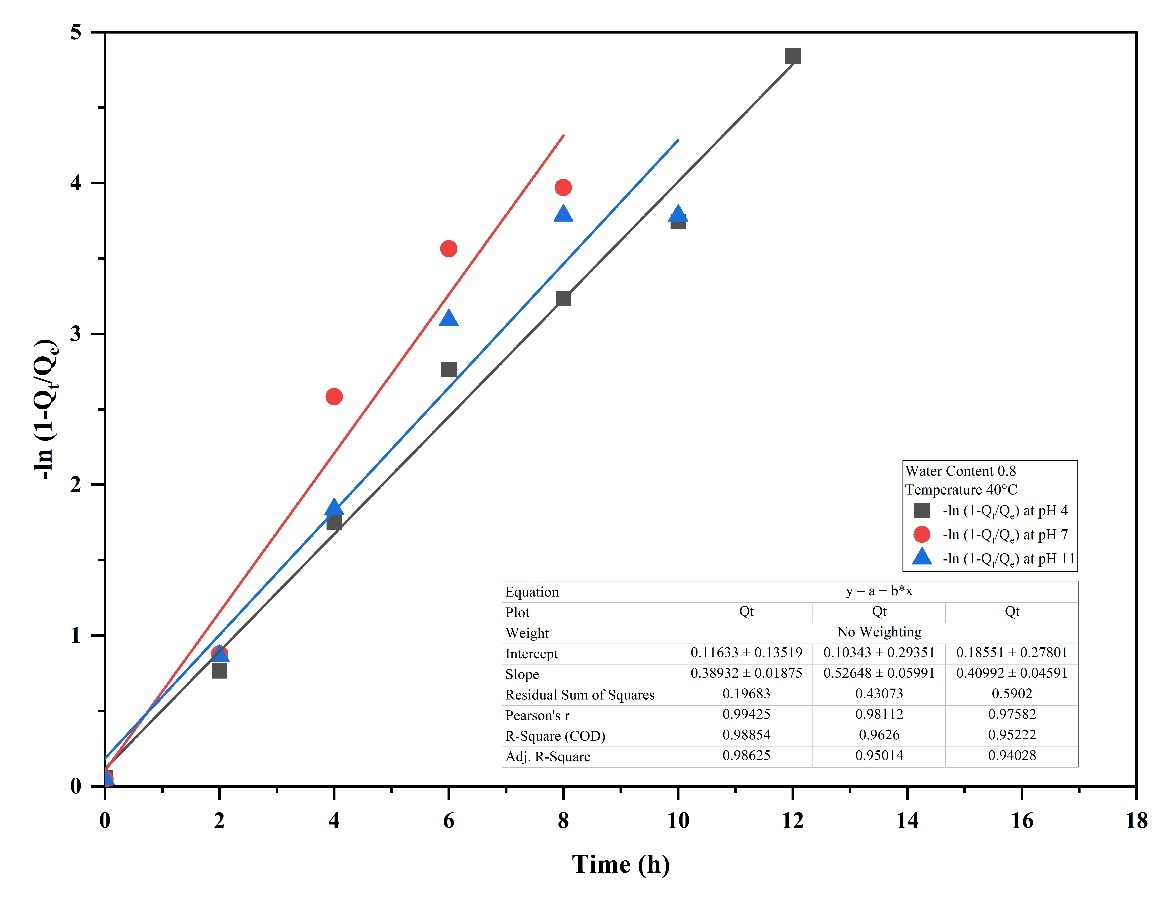 5
4
3
2
1
0
-ln (1-Qt/Qe)
Water Content 0.8
Temperature 40°C
-ln (1-Qt/Qe) at pH 4
-ln (1-Qt/Qe) at pH 7
-ln (1-Qt/Qe) at pH 11
Equation y = a + b*x
Plot Qt Qt Qt
Weight No Weighting
Intercept 0.11633 ± 0.13519 0.10343 ± 0.29351 0.18551 ± 0.27801
Slope 0.38932 ± 0.01875 0.52648 ± 0.05991 0.40992 ± 0.04591
Residual Sum of Squares 0.19683 0.43073 0.5902
Pearson's r 0.99425 0.98112 0.97582
R-Square (COD) 0.98854 0.9626 0.95222
Adj. R-Square 0.98625 0.95014 0.94028
0 2 4 6 8 10 12 14 16 18
Time (h)